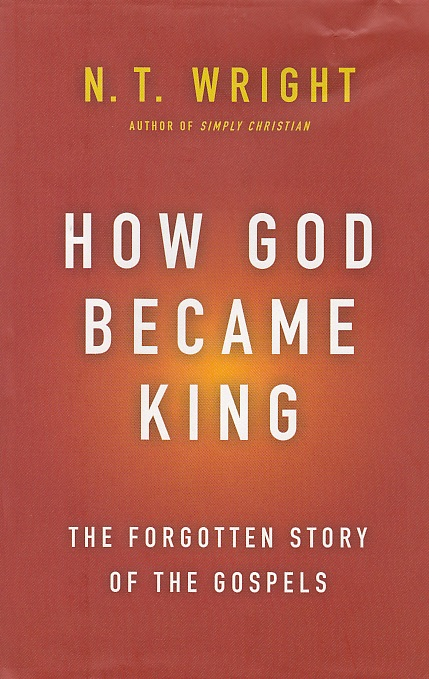 N. T. WRIGHT
AUTHOR OF SIMPLY CHRISTIAN
HOW GOD
BECAME
KING
THE FORGOTTEN STORY
OF THE GOSPELS